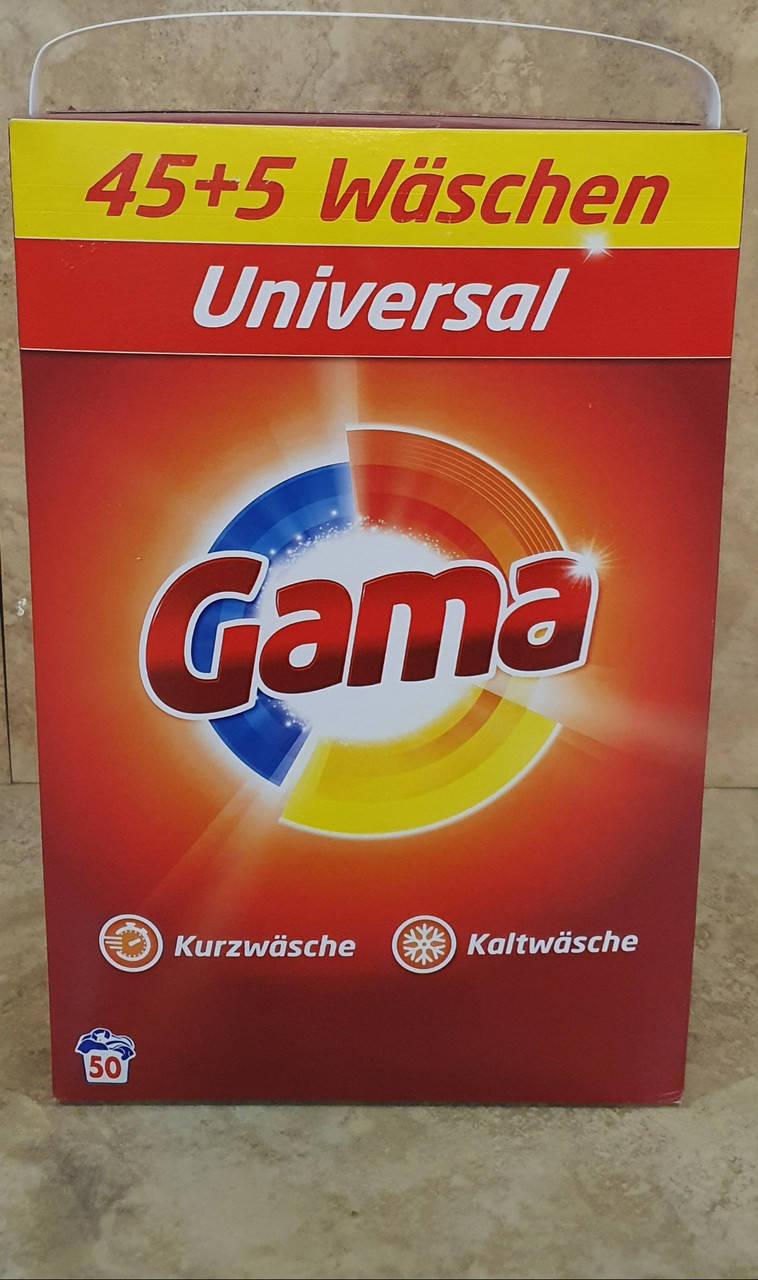 45+5 Wäschen
Universal
Gama
Kurzwäsche Kaltwäsche
50